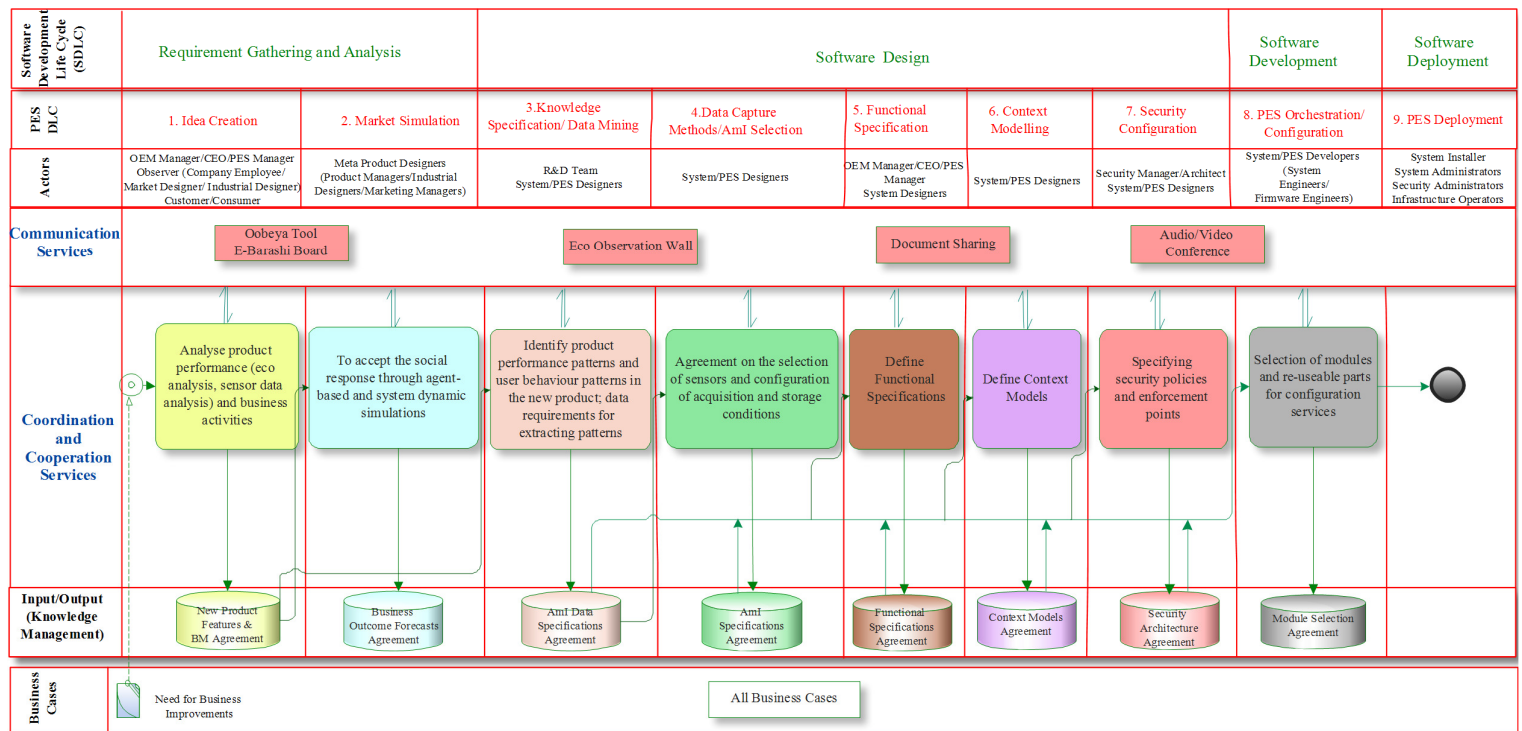 Software
Development
Life Cycle
(SDLC)
Requirement Gathering and Analysis
Software Design
Software
Development
Software
Deployment
PES
DLC
1. Idea Creation
2. Market Simulation
3.Knowledge
Specification/ Data Mining
4.Data Capture
Methods/AmI Selection
5. Functional
Specification
6. Context
Modelling
7. Security
Configuration
8. PES Orchestration/
Configuration
9. PES Deployment
Actors
OEM Manager/CEO/PES Manager
Observer (Company Employee/
Market Designer/ Industrial Designer)
Customer/Consumer
Meta Product Designers
(Product Managers/Industrial
Designers/Marketing Managers)
R&D Team
System/PES Designers
System/PES Designers
OEM Manager/CEO/PES
Manager
System Designers
System/PES Designers
Security Manager/Architect
System/PES Designers
System/PES Developers
(System
Engineers/
Firmware Engineers)
System Installer
System Administrators
Security Administrators
Infrastructure Operators
Communication
Services
Oobeya Tool
E-Barashi Board
Eco Observation Wall
Document Sharing
Audio/Video
Conference
Coordination
and
Cooperation
Services
Analyse product
performance (eco
analysis, sensor data
analysis) and business
activities
To accept the social
response through agent-
based and system dynamic
simulations
Identify product
performance patterns and
user behaviour patterns in
the new product; data
requirements for
extracting patterns
Agreement on the selection
of sensors and configuration
of acquisition and storage
conditions
Define
Functional
Specifications
Define Context
Models
Specifying
security policies
and enforcement
points
Selection of modules
and re-useable parts
for configuration
services
Input/Output
(Knowledge
Management)
New Product
Features &
BM Agreement
Business
Outcome Forecasts
Agreement
AmI Data
Specifications
Agreement
AmI
Specifications
Agreement
Functional
Specifications
Agreement
Context Models
Agreement
Security
Architecture
Agreement
Module Selection
Agreement
Business
Cases
Need for Business
Improvements
All Business Cases